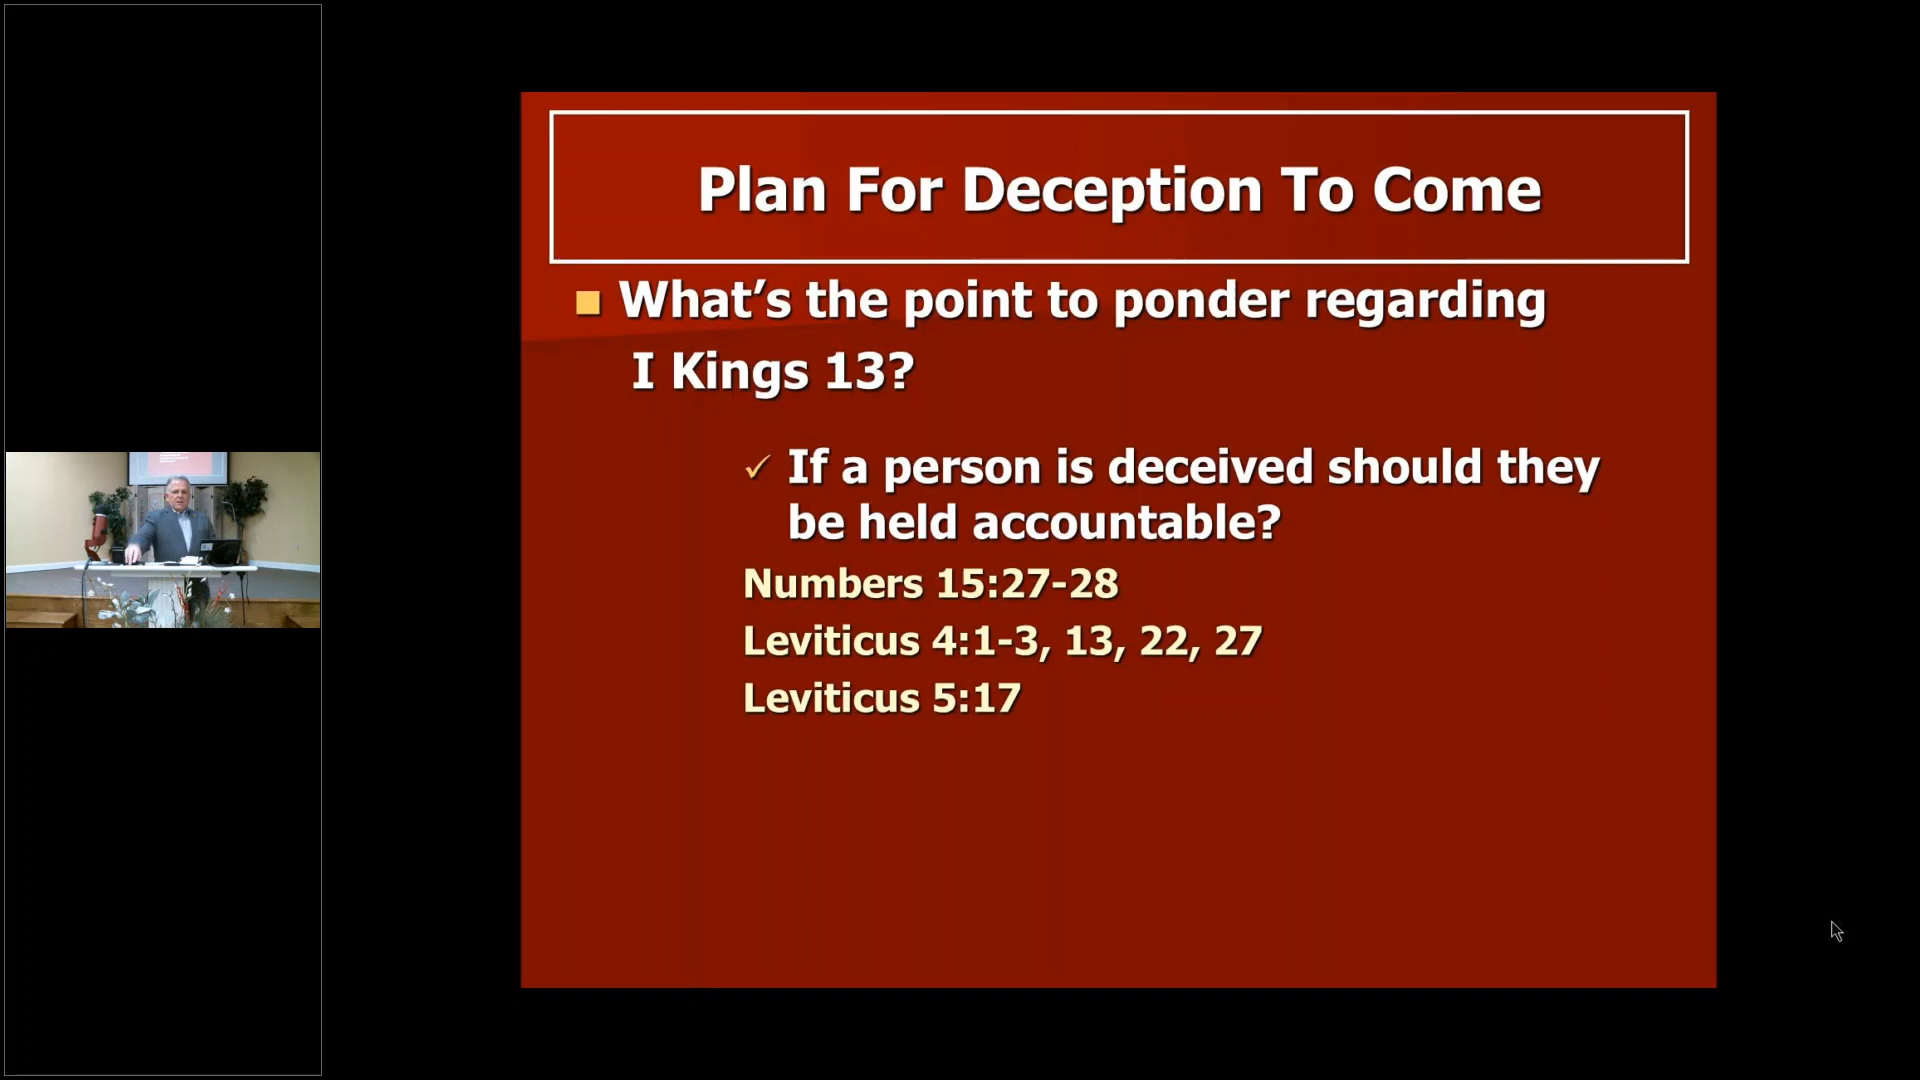 Plan For Deception To Come
What's the point to ponder regarding
I Kings 13?
If a person is deceived should they
be held accountable?
Numbers 15:27-28
Leviticus 4:1-3, 13, 22, 27
Leviticus 5:17